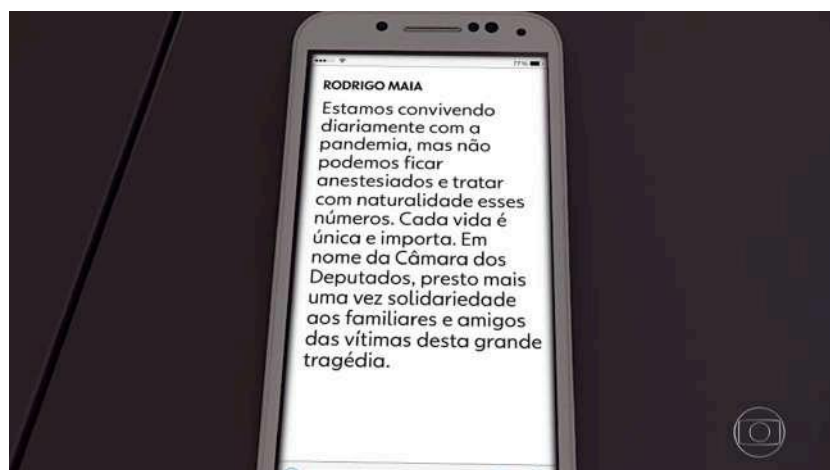 77%
RODRIGO MAIA
Estamos convivendo
diariamente com a
pandemia, mas não
podemos ficar
anestesiados e tratar
com naturalidade esses
números. Cada vida é
única e importa. Em
nome da Câmara dos
Deputados, presto mais
uma vez solidariedade
aos familiares e amigos
das vítimas desta grande
tragédia.